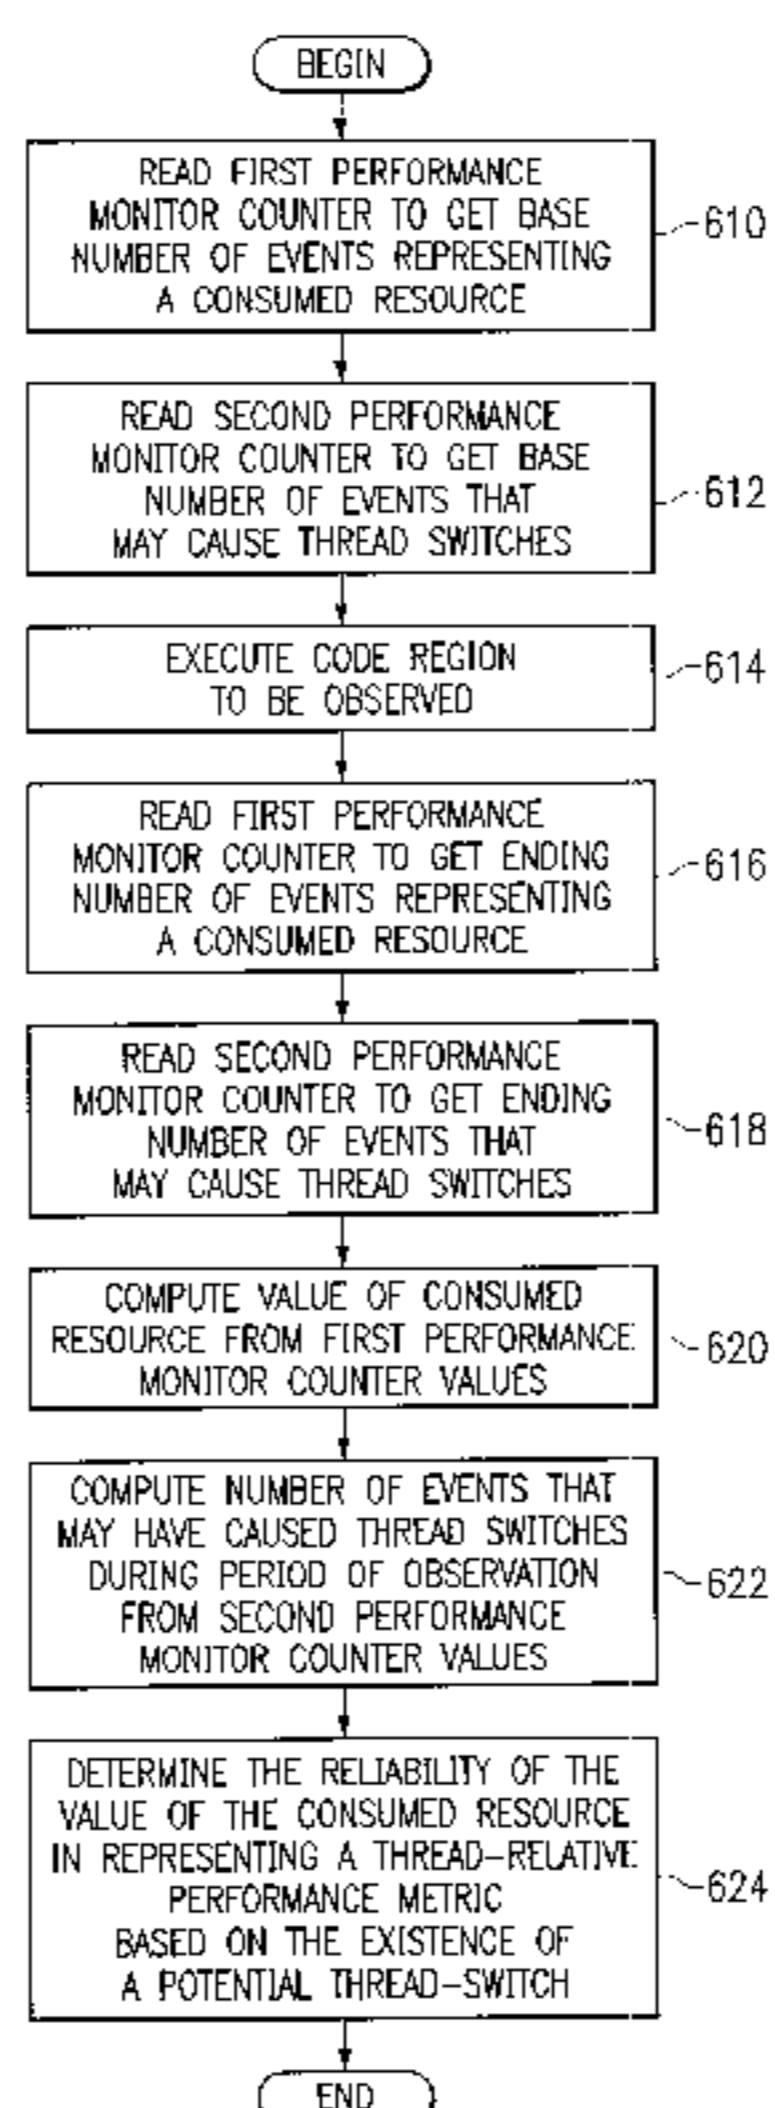 BEGIN
READ FIRST PERFORMANCE
MONITOR COUNTER TO GET BASE
NUMBER OF EVENTS REPRESENTING
A CONSUMED RESOURCE
610
READ SECOND PERFORMANCE
MONITOR COUNTER TO GET BASE
NUMBER OF EVENTS THAT
MAY CAUSE THREAD SWITCHES
612
EXECUTE CODE REGION
TO BE OBSERVED
614
READ FIRST PERFORMANCE
MONITOR COUNTER TO GET ENDING
NUMBER OF EVENTS REPRESENTING
A CONSUMED RESOURCE
616
READ SECOND PERFORMANCE
MONITOR COUNTER TO GET ENDING
NUMBER OF EVENTS THAT
MAY CAUSE THREAD SWITCHES
618
COMPUTE VALUE OF CONSUMED
RESOURCE FROM FIRST PERFORMANCE
MONITOR COUNTER VALUES
620
COMPUTE NUMBER OF EVENTS THAT
MAY HAVE CAUSED THREAD SWITCHES
DURING PERIOD OF OBSERVATION
FROM SECOND PERFORMANCE
MONITOR COUNTER VALUES
622
DETERMINE THE RELIABILITY OF THE
VALUE OF THE CONSUMED RESOURCE
IN REPRESENTING A THREAD-RELATIVE
PERFORMANCE METRIC
BASED ON THE EXISTENCE OF
A POTENTIAL THREAD-SWITCH
624
END